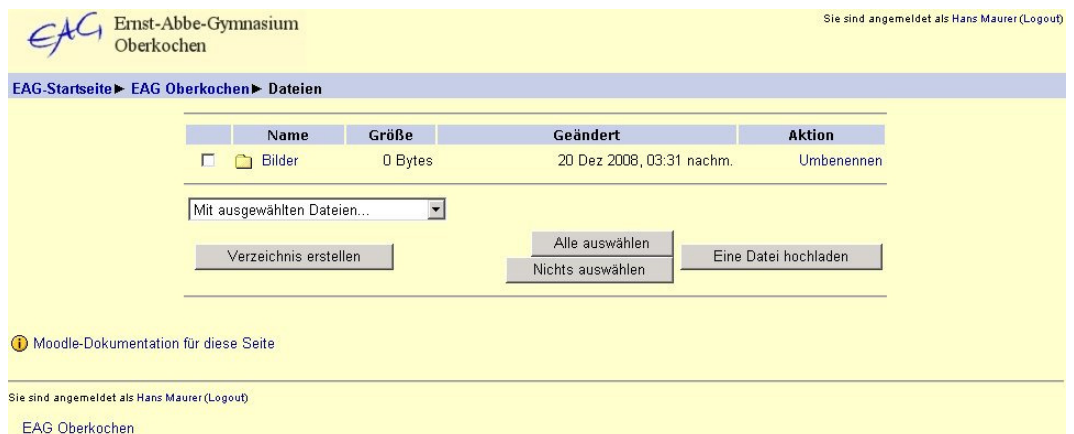 EAG Ernst-Abbe-Gymnasium
Oberkochen
Sie sind angemeldet als Hans Maurer (Logout)
EAG-Startseite► EAG Oberkochen► Dateien
Name Größe Geändert Aktion
Bilder 0 Bytes 20 Dez 2008, 03:31 nachm. Umbenennen
Mit ausgewählten Dateien...
Verzeichnis erstellen
Alle auswählen
Nichts auswählen
Eine Datei hochladen
Moodle-Dokumentation für diese Seite
Sie sind angemeldet als Hans Maurer (Logout)
EAG Oberkochen